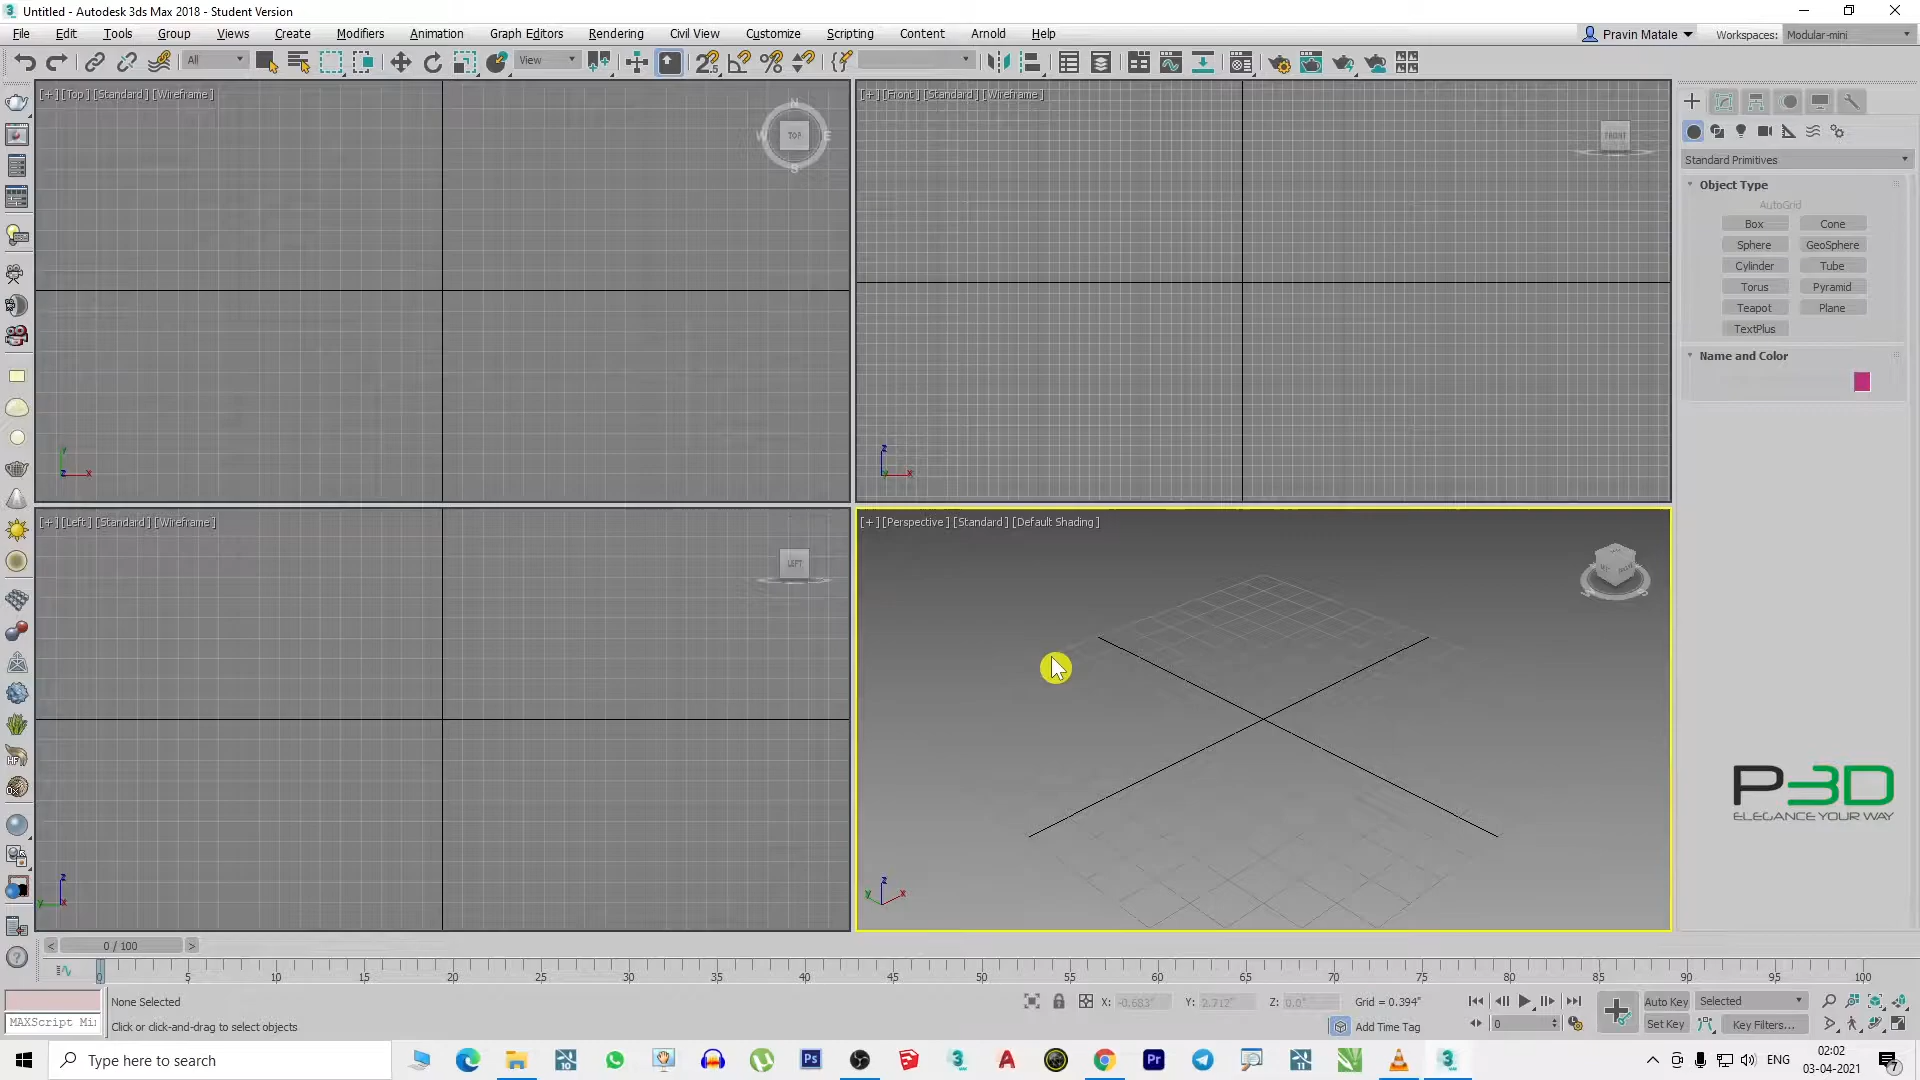 Untitled - Autodesk 3ds Max 2018 - Student Version
File Edit Tools Group Views Create Modifiers Animation Graph Editors Rendering Civil View Customize Scripting Content Arnold Help
Pravin Matale
Workspaces: Modular-mini
All
View
[+] [Top] [Standard] [Wireframe]
N
W TOP E
S
y
z x
[+] [Front] [Standard] [Wireframe]
FRONT
z
y x
[+] [Left] [Standard] [Wireframe]
LEFT
z
y x
[+] [Perspective] [Standard] [Default Shading]
z
y x
Standard Primitives
Object Type
AutoGrid
Box Cone
Sphere GeoSphere
Cylinder Tube
Torus Pyramid
Teapot Plane
TextPlus
Name and Color
P3D
ELEGANCE YOUR WAY
< 0 / 100 >
0 5 10 15 20 25 30 35 40 45 50 55 60 65 70 75 80 85 90 95 100
None Selected
X: -0.683" Y: 2.712" Z: 0.0" Grid = 0.394"
Auto Key Selected
MAXScript Mi
Click or click-and-drag to select objects
Add Time Tag
0
Set Key Key Filters...
Type here to search
10
Ps
A
Pr
11
3
ENG
02:02
03-04-2021
7